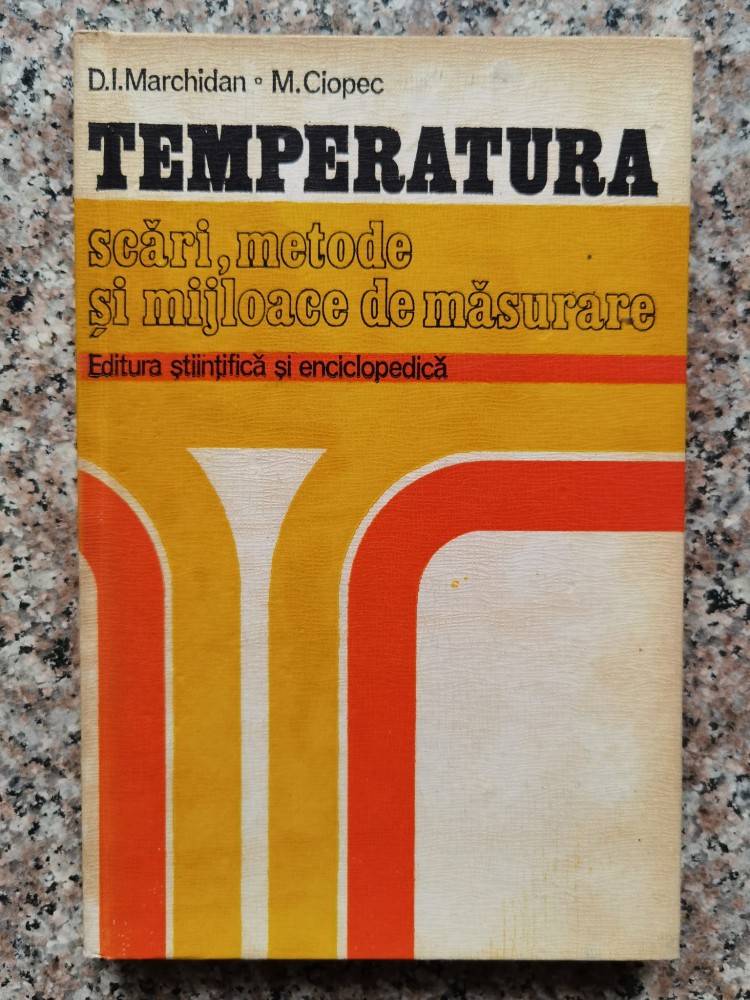 D.I.Marchidan • M.Ciopec
TEMPERATURA
scări, metode
și mijloace de măsurare
Editura științifică și enciclopedică